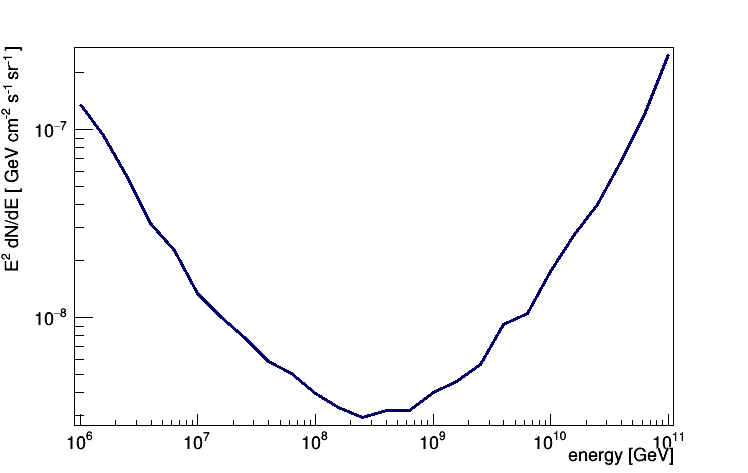 E² dN/dE [ GeV cm⁻² s⁻¹ sr⁻¹ ]
10⁻⁷
10⁻⁸
10⁶ 10⁷ 10⁸ 10⁹ 10¹⁰ 10¹¹
energy [GeV]